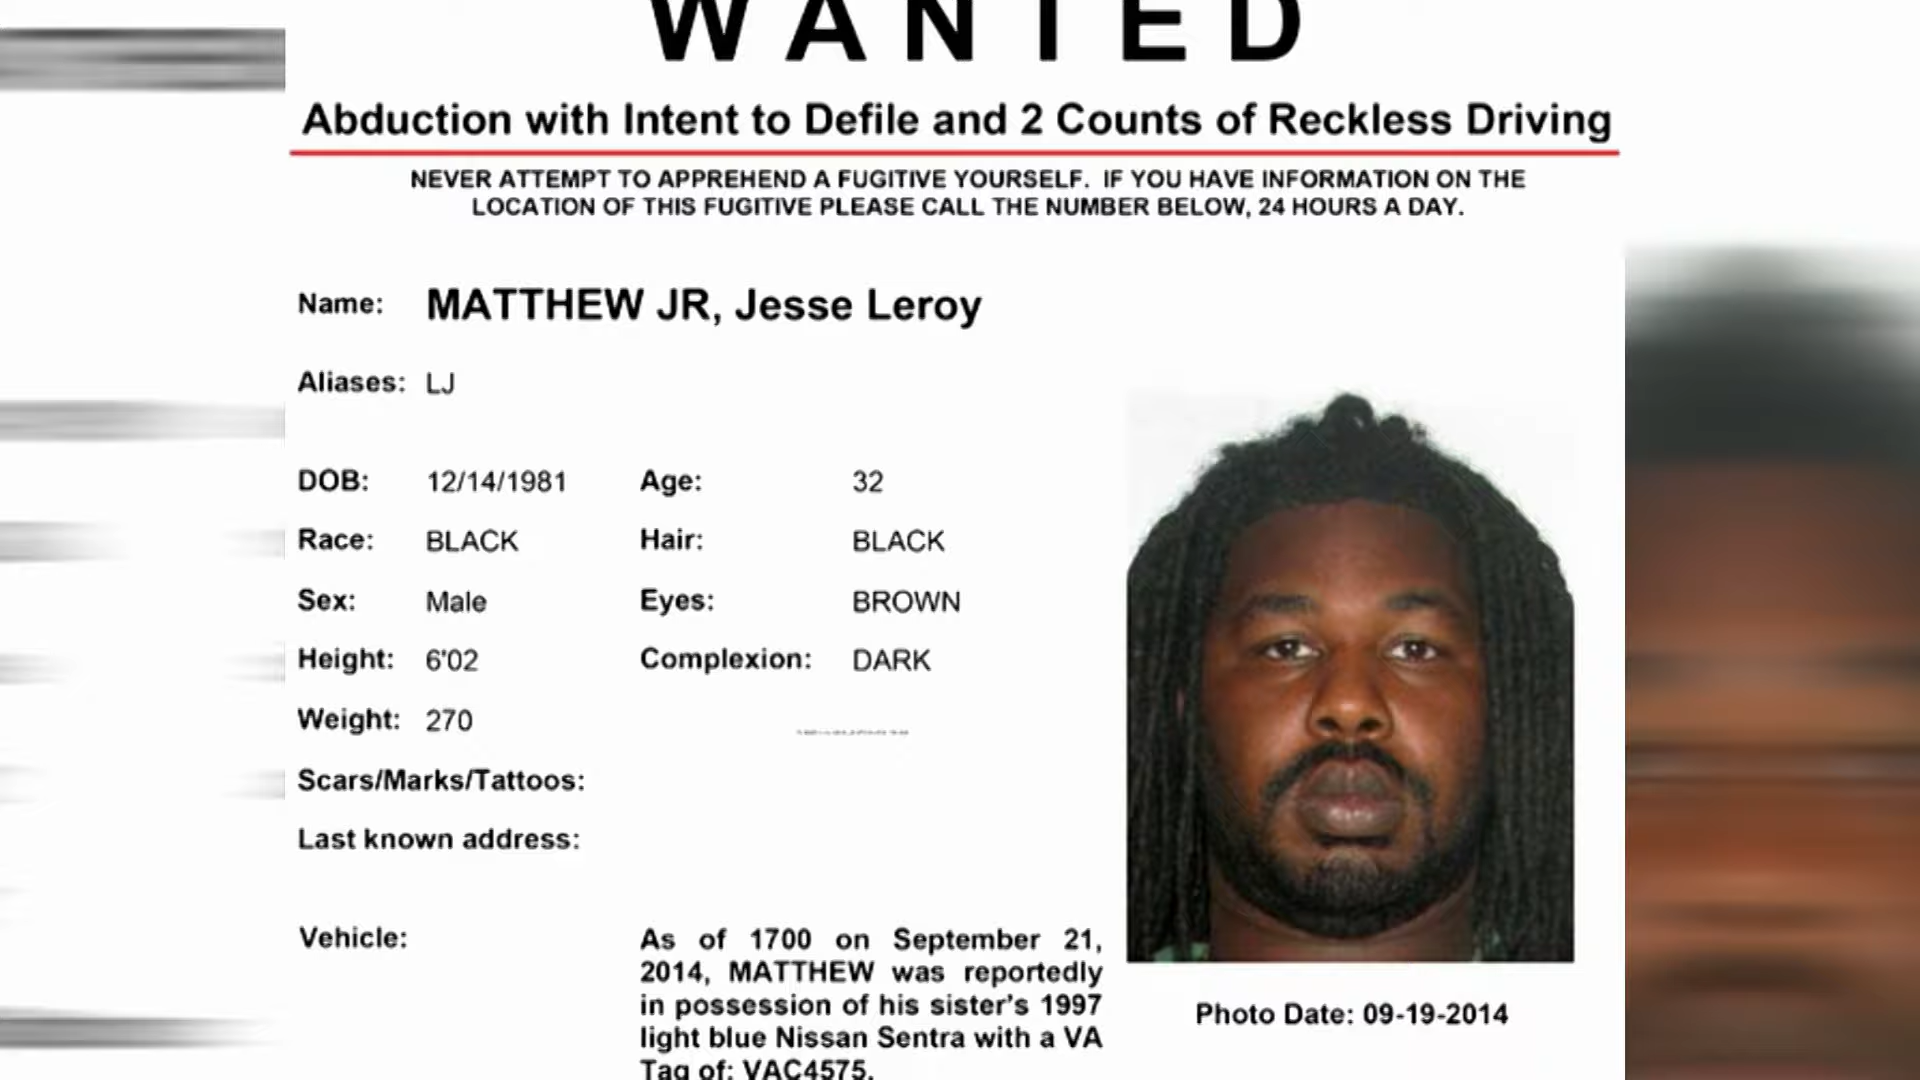 WANTED
Abduction with Intent to Defile and 2 Counts of Reckless Driving
NEVER ATTEMPT TO APPREHEND A FUGITIVE YOURSELF. IF YOU HAVE INFORMATION ON THE
LOCATION OF THIS FUGITIVE PLEASE CALL THE NUMBER BELOW, 24 HOURS A DAY.
Name: MATTHEW JR, Jesse Leroy
Aliases: LJ
DOB: 12/14/1981 Age: 32
Race: BLACK Hair: BLACK
Sex: Male Eyes: BROWN
Height: 6'02 Complexion: DARK
Weight: 270
Scars/Marks/Tattoos:
Last known address:
Vehicle: As of 1700 on September 21,
2014, MATTHEW was reportedly
in possession of his sister's 1997
light blue Nissan Sentra with a VA
Tag of: VAC4575.
Photo Date: 09-19-2014